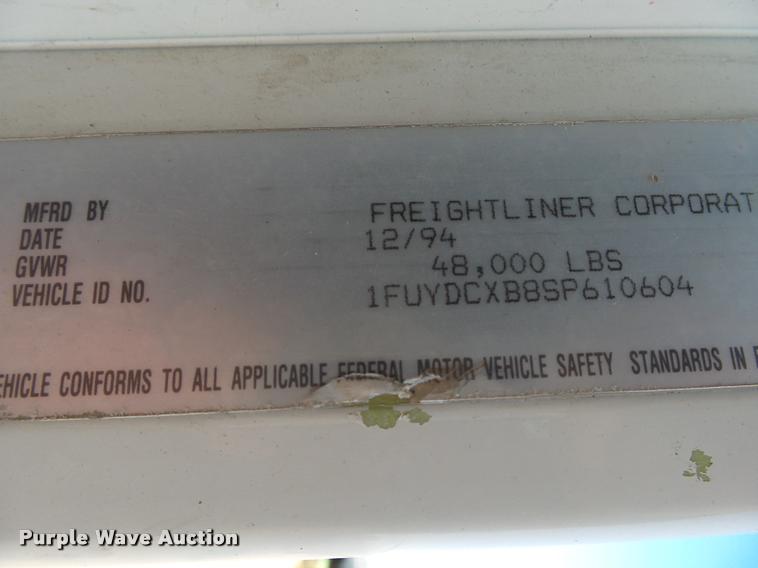 MFRD BY FREIGHTLINER CORPORAT
DATE 12/94
GVWR 48,000 LBS
VEHICLE ID NO. 1FUYDCXB8SP610604
EHICLE CONFORMS TO ALL APPLICABLE FEDERAL MOTOR VEHICLE SAFETY STANDARDS IN
Purple Wave Auction